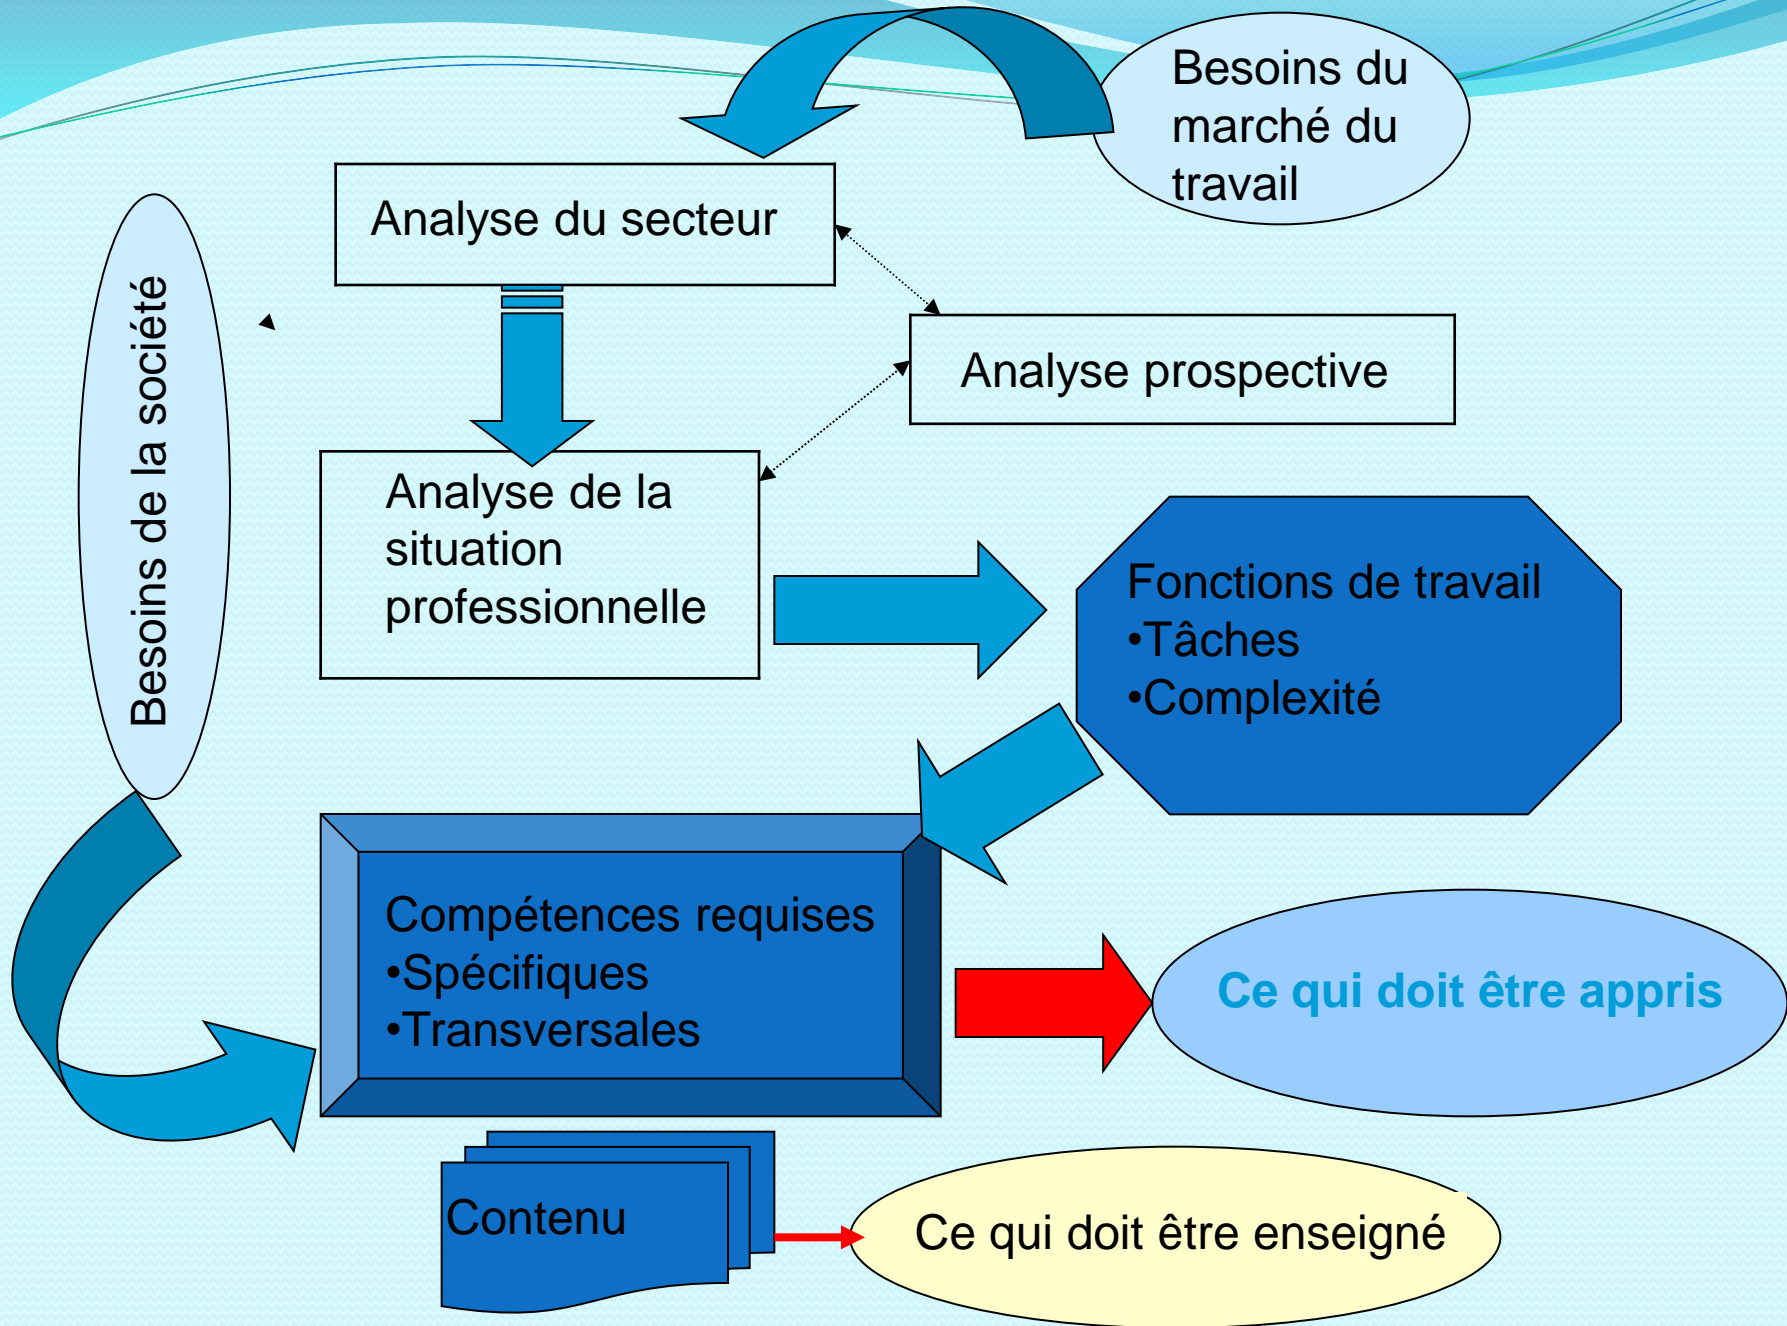 Besoins du
marché du
travail
Analyse du secteur
Besoins de la société
Analyse prospective
Analyse de la
situation
professionnelle
Fonctions de travail
•Tâches
•Complexité
Compétences requises
•Spécifiques
•Transversales
Ce qui doit être appris
Contenu
Ce qui doit être enseigné